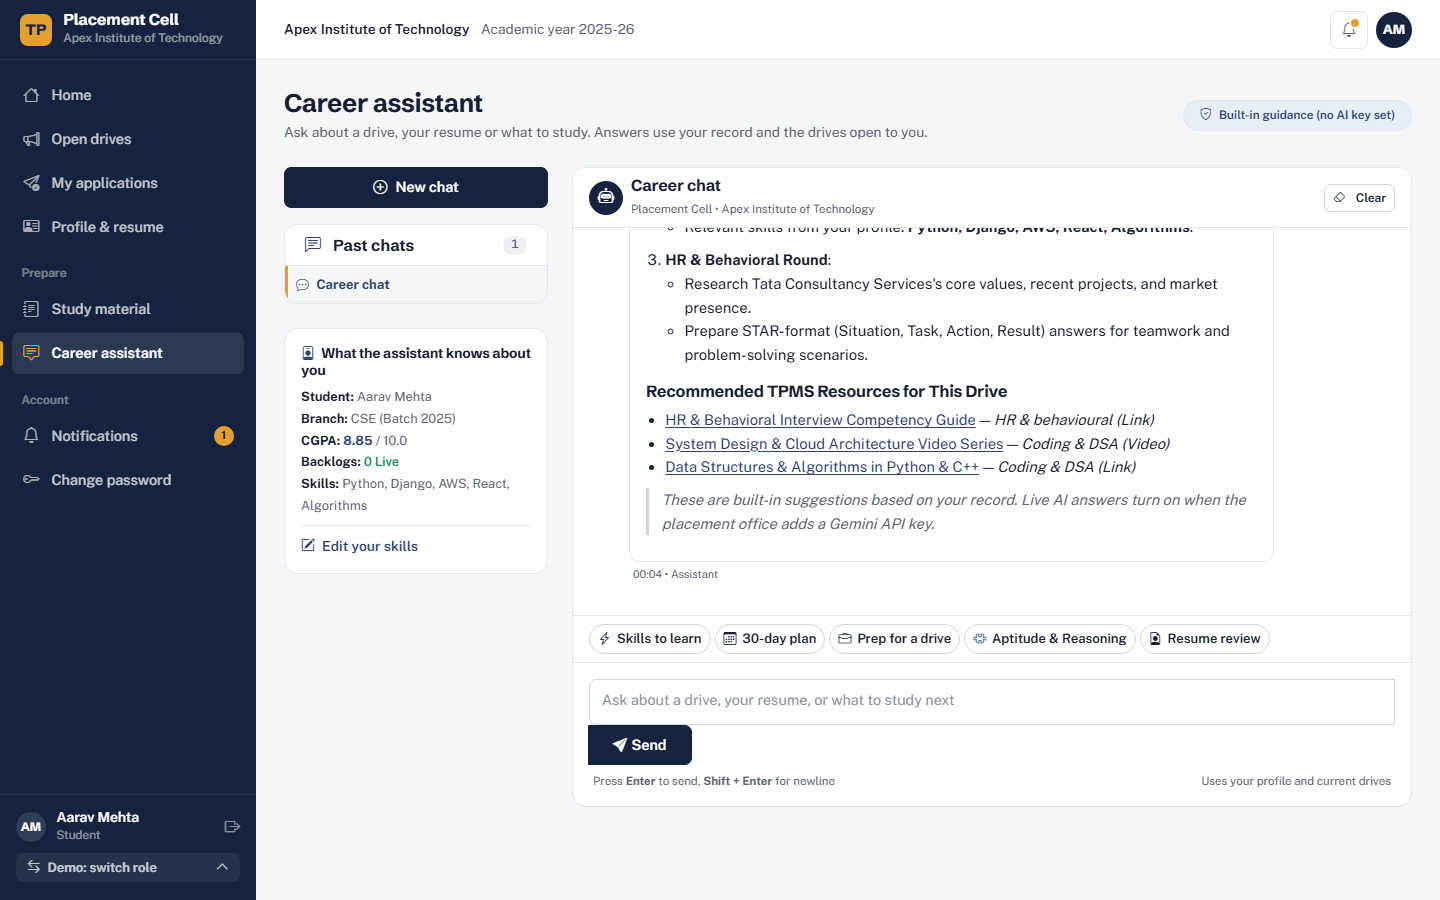 TP
Placement Cell
Apex Institute of Technology
Home
Open drives
My applications
Profile & resume
Prepare
Study material
Career assistant
Account
Notifications
1
Change password
AM
Aarav Mehta
Student
Demo: switch role
Apex Institute of Technology Academic year 2025-26
AM
Career assistant
Ask about a drive, your resume or what to study. Answers use your record and the drives open to you.
Built-in guidance (no AI key set)
New chat
Past chats
1
Career chat
What the assistant knows about
you
Student: Aarav Mehta
Branch: CSE (Batch 2025)
CGPA: 8.85 / 10.0
Backlogs: 0 Live
Skills: Python, Django, AWS, React,
Algorithms
Edit your skills
Career chat
Placement Cell • Apex Institute of Technology
Clear
Relevant skills from your profile: Python, Django, AWS, React, Algorithms.
3. HR & Behavioral Round:
Research Tata Consultancy Services's core values, recent projects, and market
presence.
Prepare STAR-format (Situation, Task, Action, Result) answers for teamwork and
problem-solving scenarios.
Recommended TPMS Resources for This Drive
HR & Behavioral Interview Competency Guide — HR & behavioural (Link)
System Design & Cloud Architecture Video Series — Coding & DSA (Video)
Data Structures & Algorithms in Python & C++ — Coding & DSA (Link)
These are built-in suggestions based on your record. Live AI answers turn on when the
placement office adds a Gemini API key.
00:04 • Assistant
Skills to learn
30-day plan
Prep for a drive
Aptitude & Reasoning
Resume review
Ask about a drive, your resume, or what to study next
Send
Press Enter to send, Shift + Enter for newline
Uses your profile and current drives